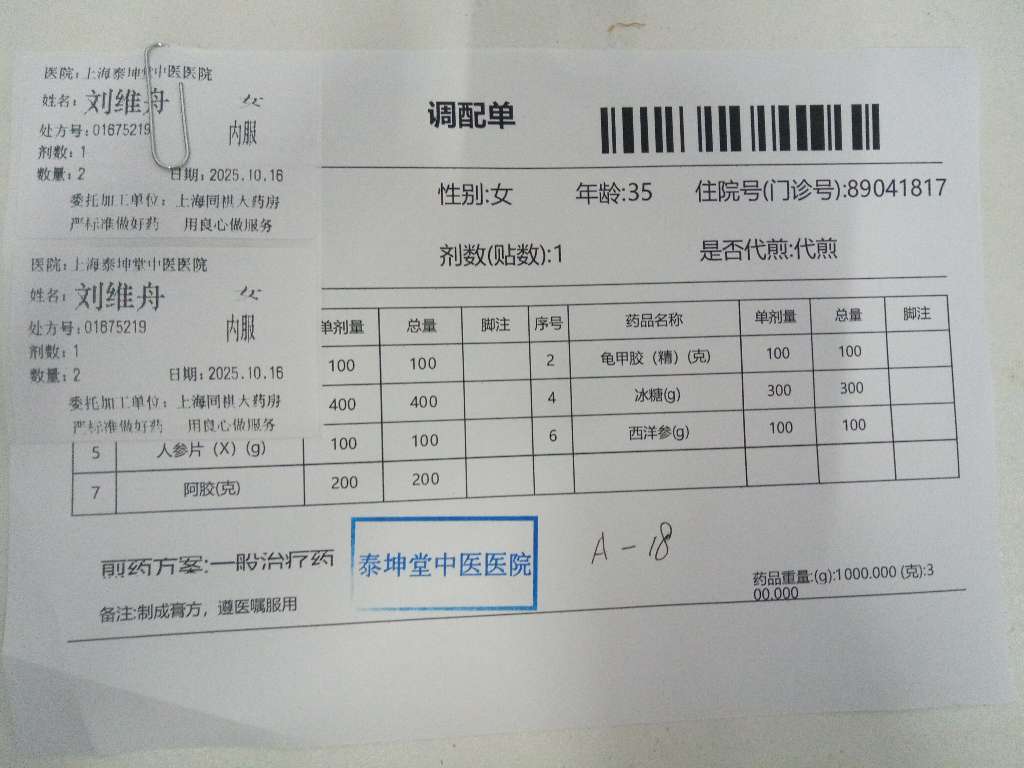 医院：上海泰坤堂中医医院
姓名：刘维舟 女
处方号：01675219 内服
剂数：1
数量：2 日期：2025.10.16
委托加工单位：上海同棋大药房
严标准做好药 用良心做服务
医院：上海泰坤堂中医医院
姓名：刘维舟 女
处方号：01675219 内服
剂数：1
数量：2 日期：2025.10.16
委托加工单位：上海同棋大药房
严标准做好药 用良心做服务
调配单
性别:女 年龄:35 住院号(门诊号):89041817
剂数(贴数):1 是否代煎:代煎
单剂量 总量 脚注 序号 药品名称 单剂量 总量 脚注
100 100 2 龟甲胶（精）(克) 100 100
400 400 4 冰糖(g) 300 300
5 人参片（X）(g) 100 100 6 西洋参(g) 100 100
7 阿胶(克) 200 200
煎药方案:一般治疗药
泰坤堂中医医院
A-18
药品重量:(g):1000.000 (克):3
00.000
备注:制成膏方，遵医嘱服用